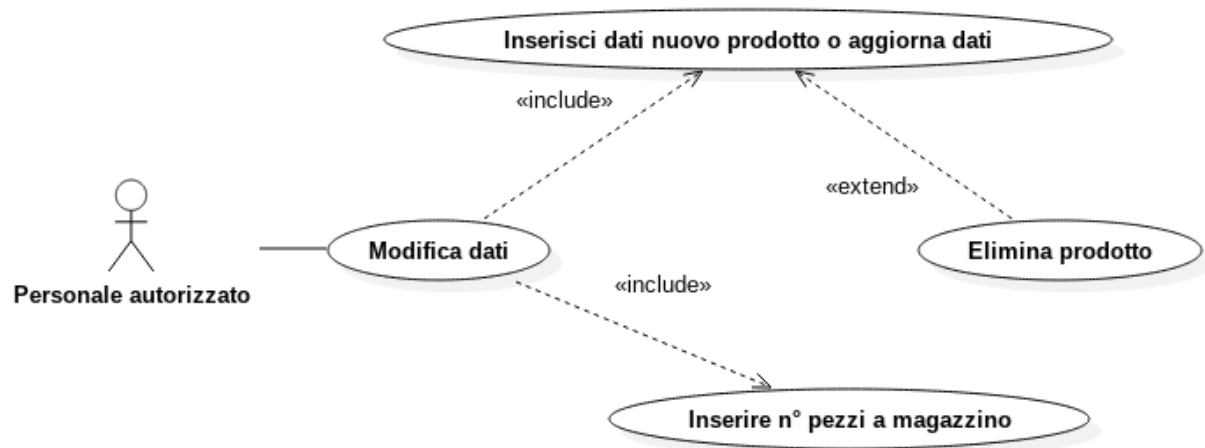 Inserisci dati nuovo prodotto o aggiorna dati
«include»
«extend»
Modifica dati
Elimina prodotto
Personale autorizzato
«include»
Inserire n° pezzi a magazzino